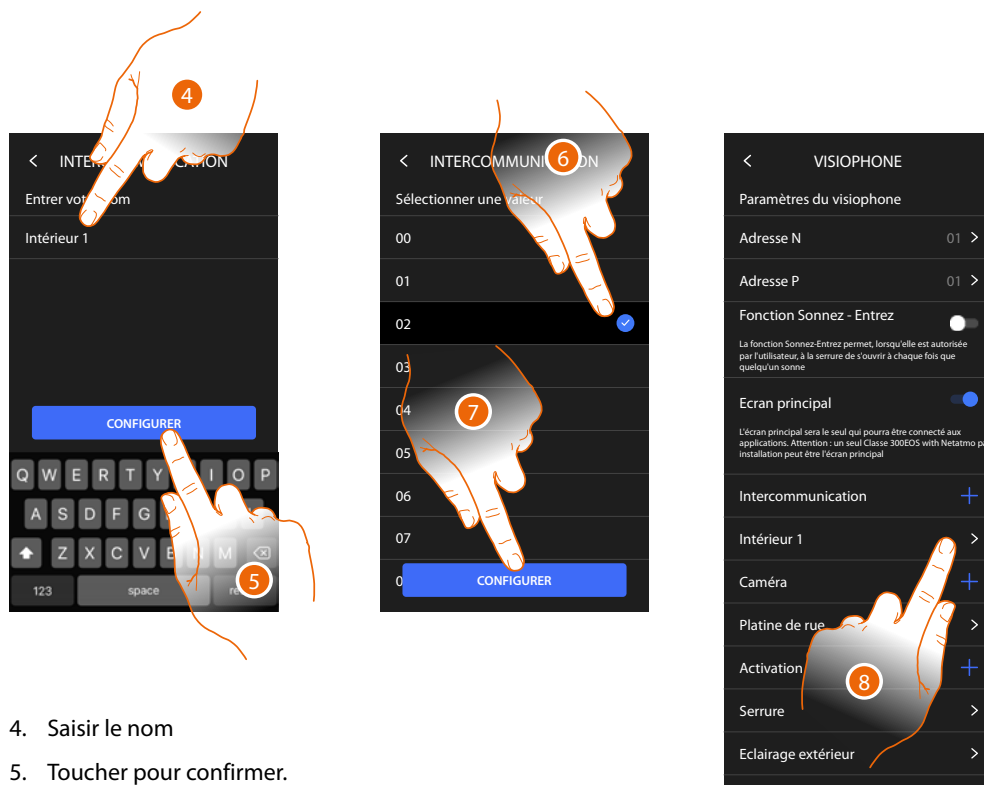 4
INTERCOMMUNICATION
Entrer votre nom
Intérieur 1
CONFIGURER
Q W E R T Y I O P
A S D F G
Z X C V B N M
123 space
5
6
INTERCOMMUNICATION
Sélectionner une valeur
00
01
02
03
04
7
05
06
07
0
CONFIGURER
VISIOPHONE
Paramètres du visiophone
Adresse N 01
Adresse P 01
Fonction Sonnez - Entrez
La fonction Sonnez-Entrez permet, lorsqu'elle est autorisée
par l'utilisateur, à la serrure de s'ouvrir à chaque fois que
quelqu'un sonne
Ecran principal
L'écran principal sera le seul qui pourra être connecté aux
applications. Attention : un seul Classe 300EOS with Netatmo pa
installation peut être l'écran principal
Intercommunication
Intérieur 1
Caméra
Platine de rue
Activation
8
Serrure
Eclairage extérieur
4. Saisir le nom
5. Toucher pour confirmer.